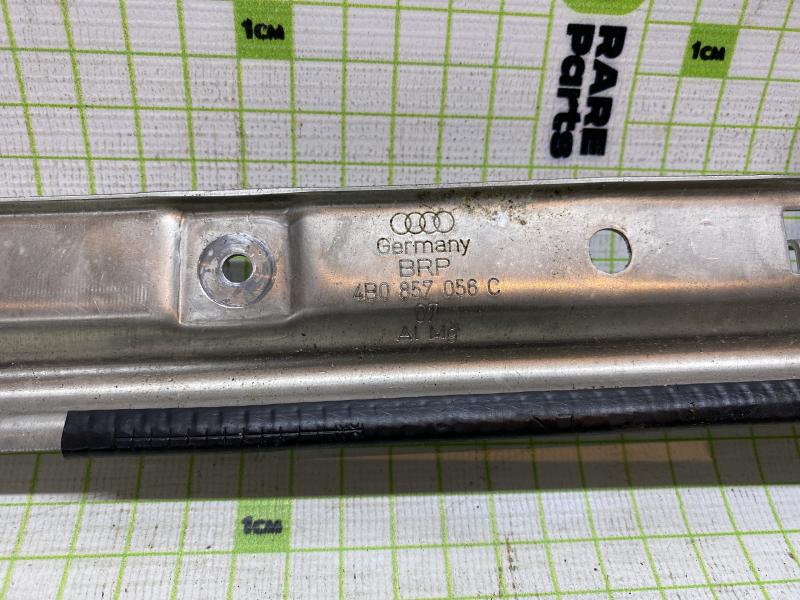 1CM
RARE
Parts
1CM
Germany
BRP
4B0 857 056 C
07
Al Mg
1CM